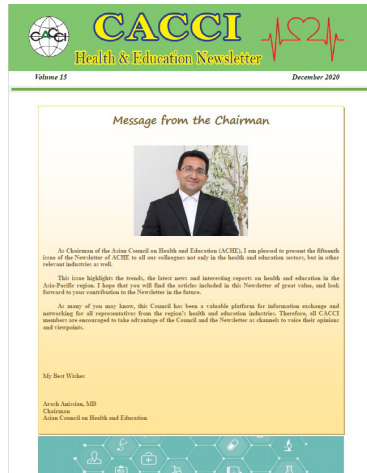 CACCI
CACCI
Health & Education Newsletter
Volume 15 December 2020
Message from the Chairman
As Chairman of the Asian Council on Health and Education (ACHE), I am pleased to present the fifteenth
issue of the Newsletter of ACHE to all our colleagues not only in the health and education sectors, but in other
relevant industries as well.
This issue highlights the trends, the latest news and interesting reports on health and education in the
Asia-Pacific region. I hope that you will find the articles included in this Newsletter of great value, and look
forward to your contribution to the Newsletter in the future.
As many of you may know, this Council has been a valuable platform for information exchange and
networking for all representatives from the region's health and education industries. Therefore, all CACCI
members are encouraged to take advantage of the Council and the Newsletter as channels to voice their opinions
and viewpoints.
My Best Wishes
Arash Anissian, MD
Chairman
Asian Council on Health and Education